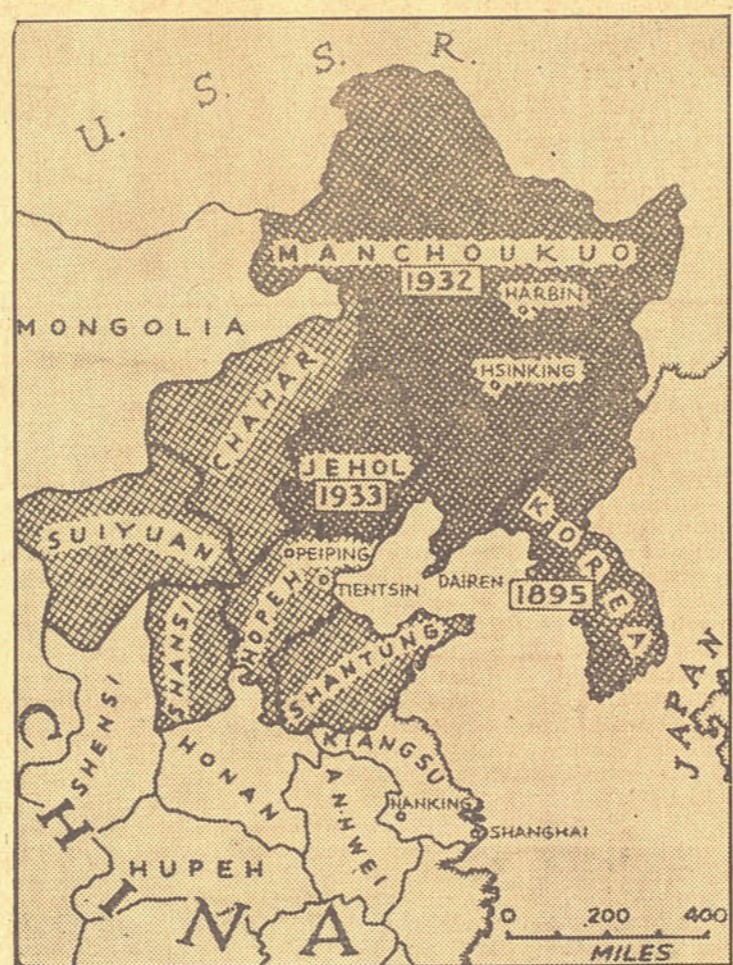 U. S. S. R.
MANCHOUKUO
1932
HARBIN
MONGOLIA
HSINKING
CHAHAR
JEHOL
1933
KOREA
SUIYUAN
PEIPING
TIENTSIN
DAIREN
1895
HOPEH
SHANSI
SHANTUNG
JAPAN
SHENSI
HONAN
KIANGSU
ANHWEI
NANKING
SHANGHAI
HUPEH
CHINA
0 200 400
MILES